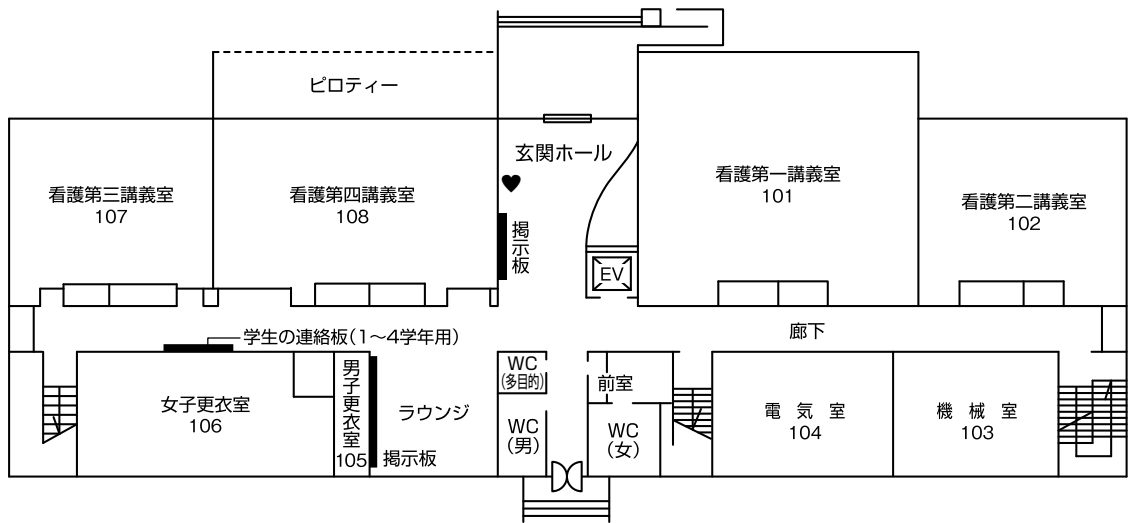 ピロティー
玄関ホール
看護第三講義室
107
看護第四講義室
108
掲示板
EV
看護第一講義室
101
看護第二講義室
102
学生の連絡板(1〜4学年用)
廊下
女子更衣室
106
男子更衣室
105
ラウンジ
掲示板
WC
(多目的)
WC
(男)
前室
WC
(女)
電気室
104
機械室
103